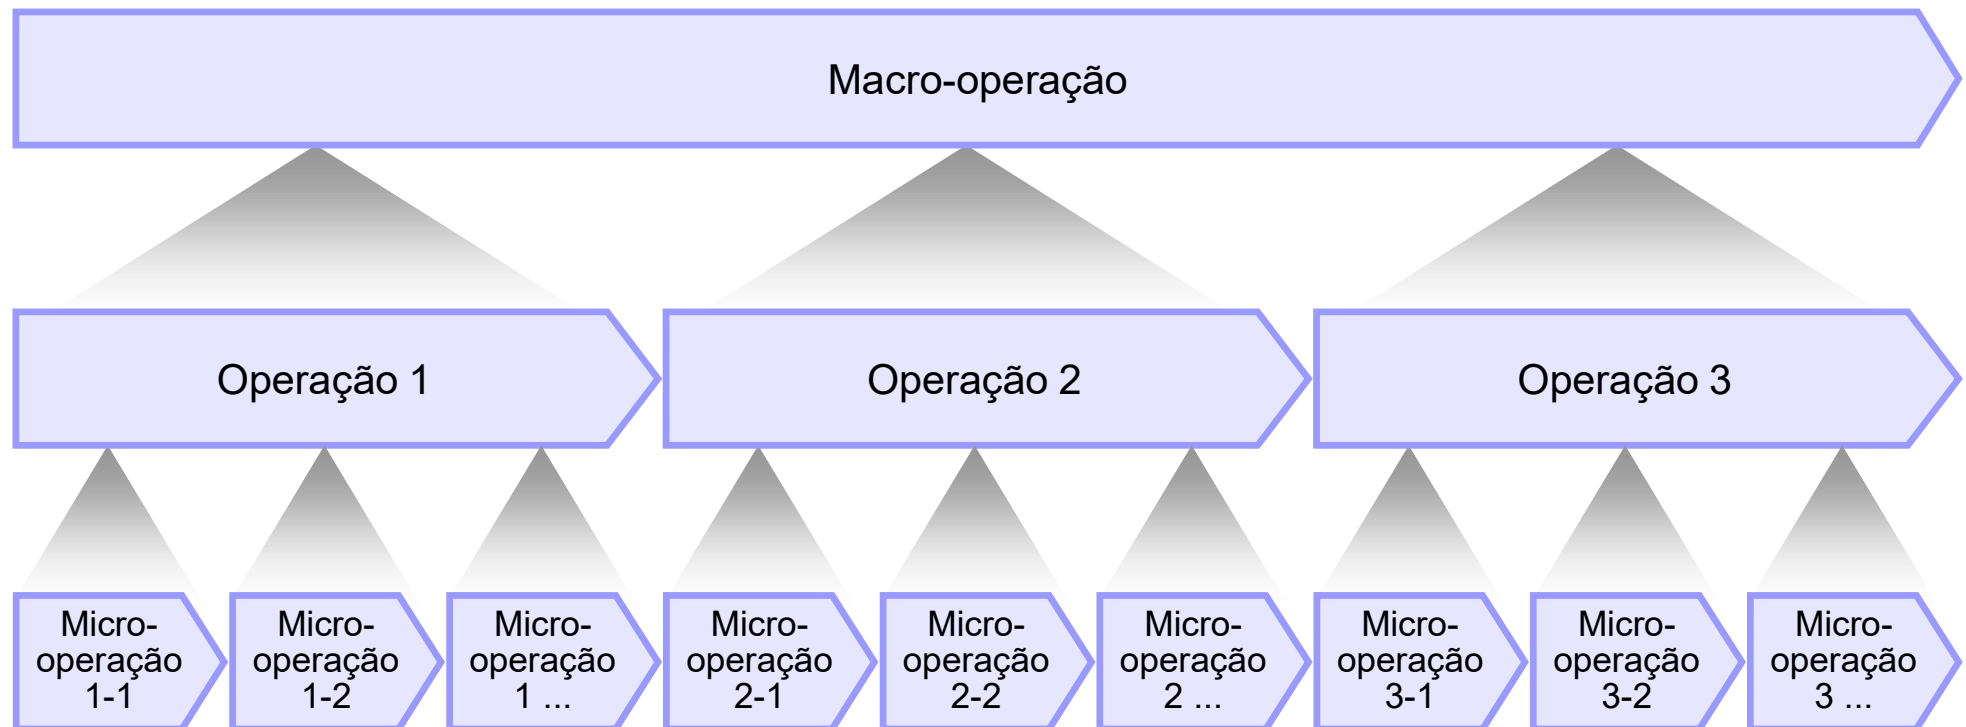 Macro-operação
Operação 1
Operação 2
Operação 3
Micro-
operação
1-1
Micro-
operação
1-2
Micro-
operação
1 ...
Micro-
operação
2-1
Micro-
operação
2-2
Micro-
operação
2 ...
Micro-
operação
3-1
Micro-
operação
3-2
Micro-
operação
3 ...